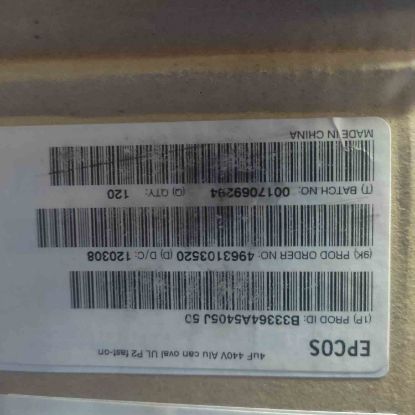 EPCOS
4uF 440V Alu can oval UL P2 fast-on
(1P) PROD ID: B33364A5405J 50
(9K) PROD ORDER NO: 4963103520 (D) D/C: 120308
(T) BATCH NO: 0017069294 (Q) QTY: 120
MADE IN CHINA